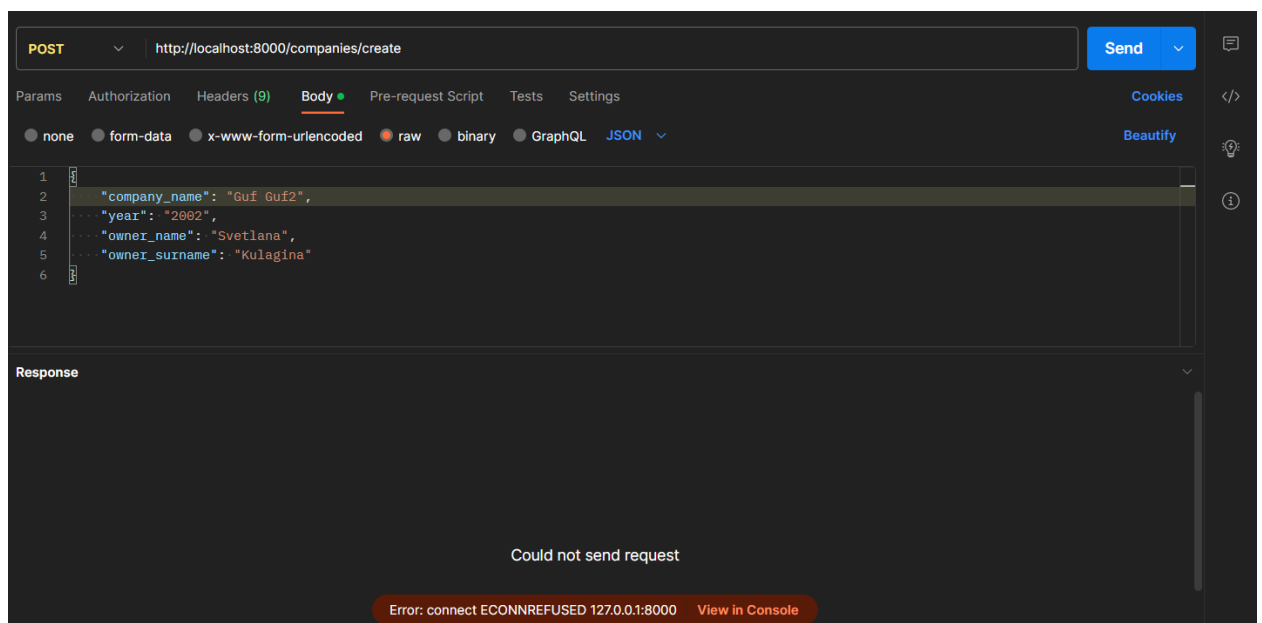 POST http://localhost:8000/companies/create Send
Params Authorization Headers (9) Body Pre-request Script Tests Settings Cookies
none form-data x-www-form-urlencoded raw binary GraphQL JSON Beautify
1 {
2 "company_name": "Guf Guf2",
3 "year": "2002",
4 "owner_name": "Svetlana",
5 "owner_surname": "Kulagina"
6 }
Response
Could not send request
Error: connect ECONNREFUSED 127.0.0.1:8000 View in Console